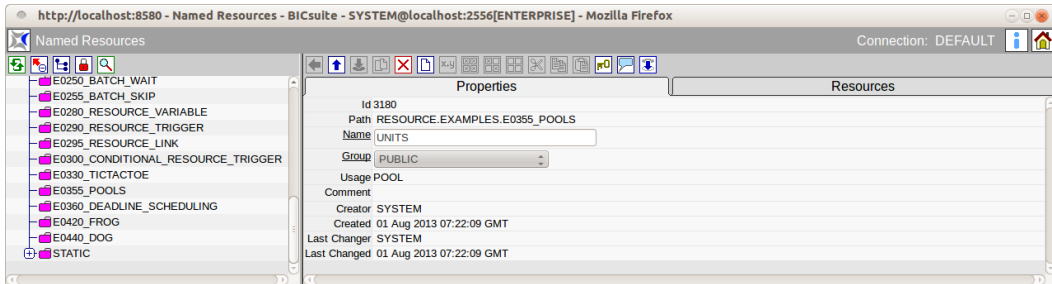 http://localhost:8580 - Named Resources - BICsuite - SYSTEM@localhost:2556[ENTERPRISE] - Mozilla Firefox
Named Resources
Connection: DEFAULT
E0250_BATCH_WAIT
E0255_BATCH_SKIP
E0280_RESOURCE_VARIABLE
E0290_RESOURCE_TRIGGER
E0295_RESOURCE_LINK
E0300_CONDITIONAL_RESOURCE_TRIGGER
E0330_TICTACTOE
E0355_POOLS
E0360_DEADLINE_SCHEDULING
E0420_FROG
E0440_DOG
STATIC
Properties
Resources
Id 3180
Path RESOURCE.EXAMPLES.E0355_POOLS
Name UNITS
Group PUBLIC
Usage POOL
Comment
Creator SYSTEM
Created 01 Aug 2013 07:22:09 GMT
Last Changer SYSTEM
Last Changed 01 Aug 2013 07:22:09 GMT